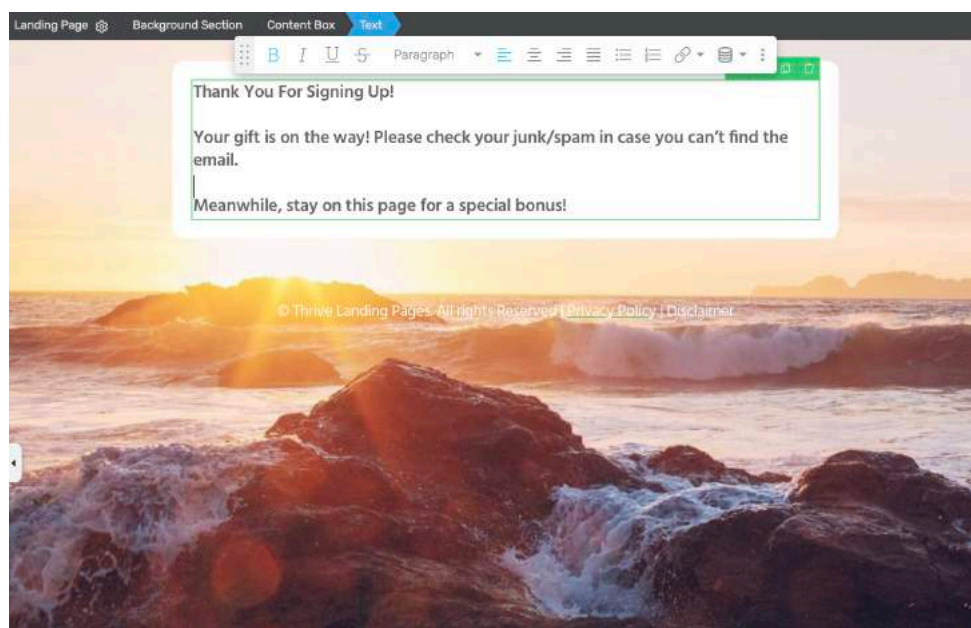 Landing Page Background Section Content Box Text
B I U S Paragraph
Thank You For Signing Up!
Your gift is on the way! Please check your junk/spam in case you can’t find the
email.
Meanwhile, stay on this page for a special bonus!
© Thrive Landing Pages. All rights Reserved | Privacy Policy | Disclaimer